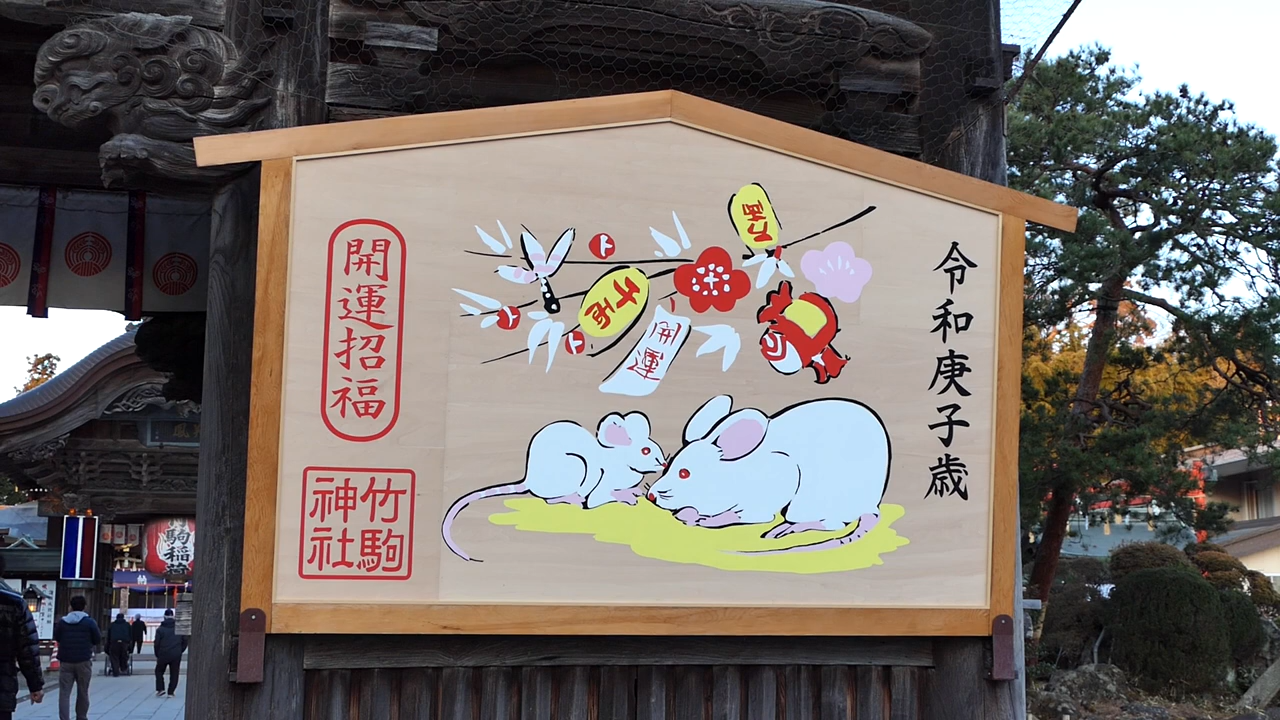 令和庚子歳
開運招福
竹駒神社
開運
千両
駒福荷